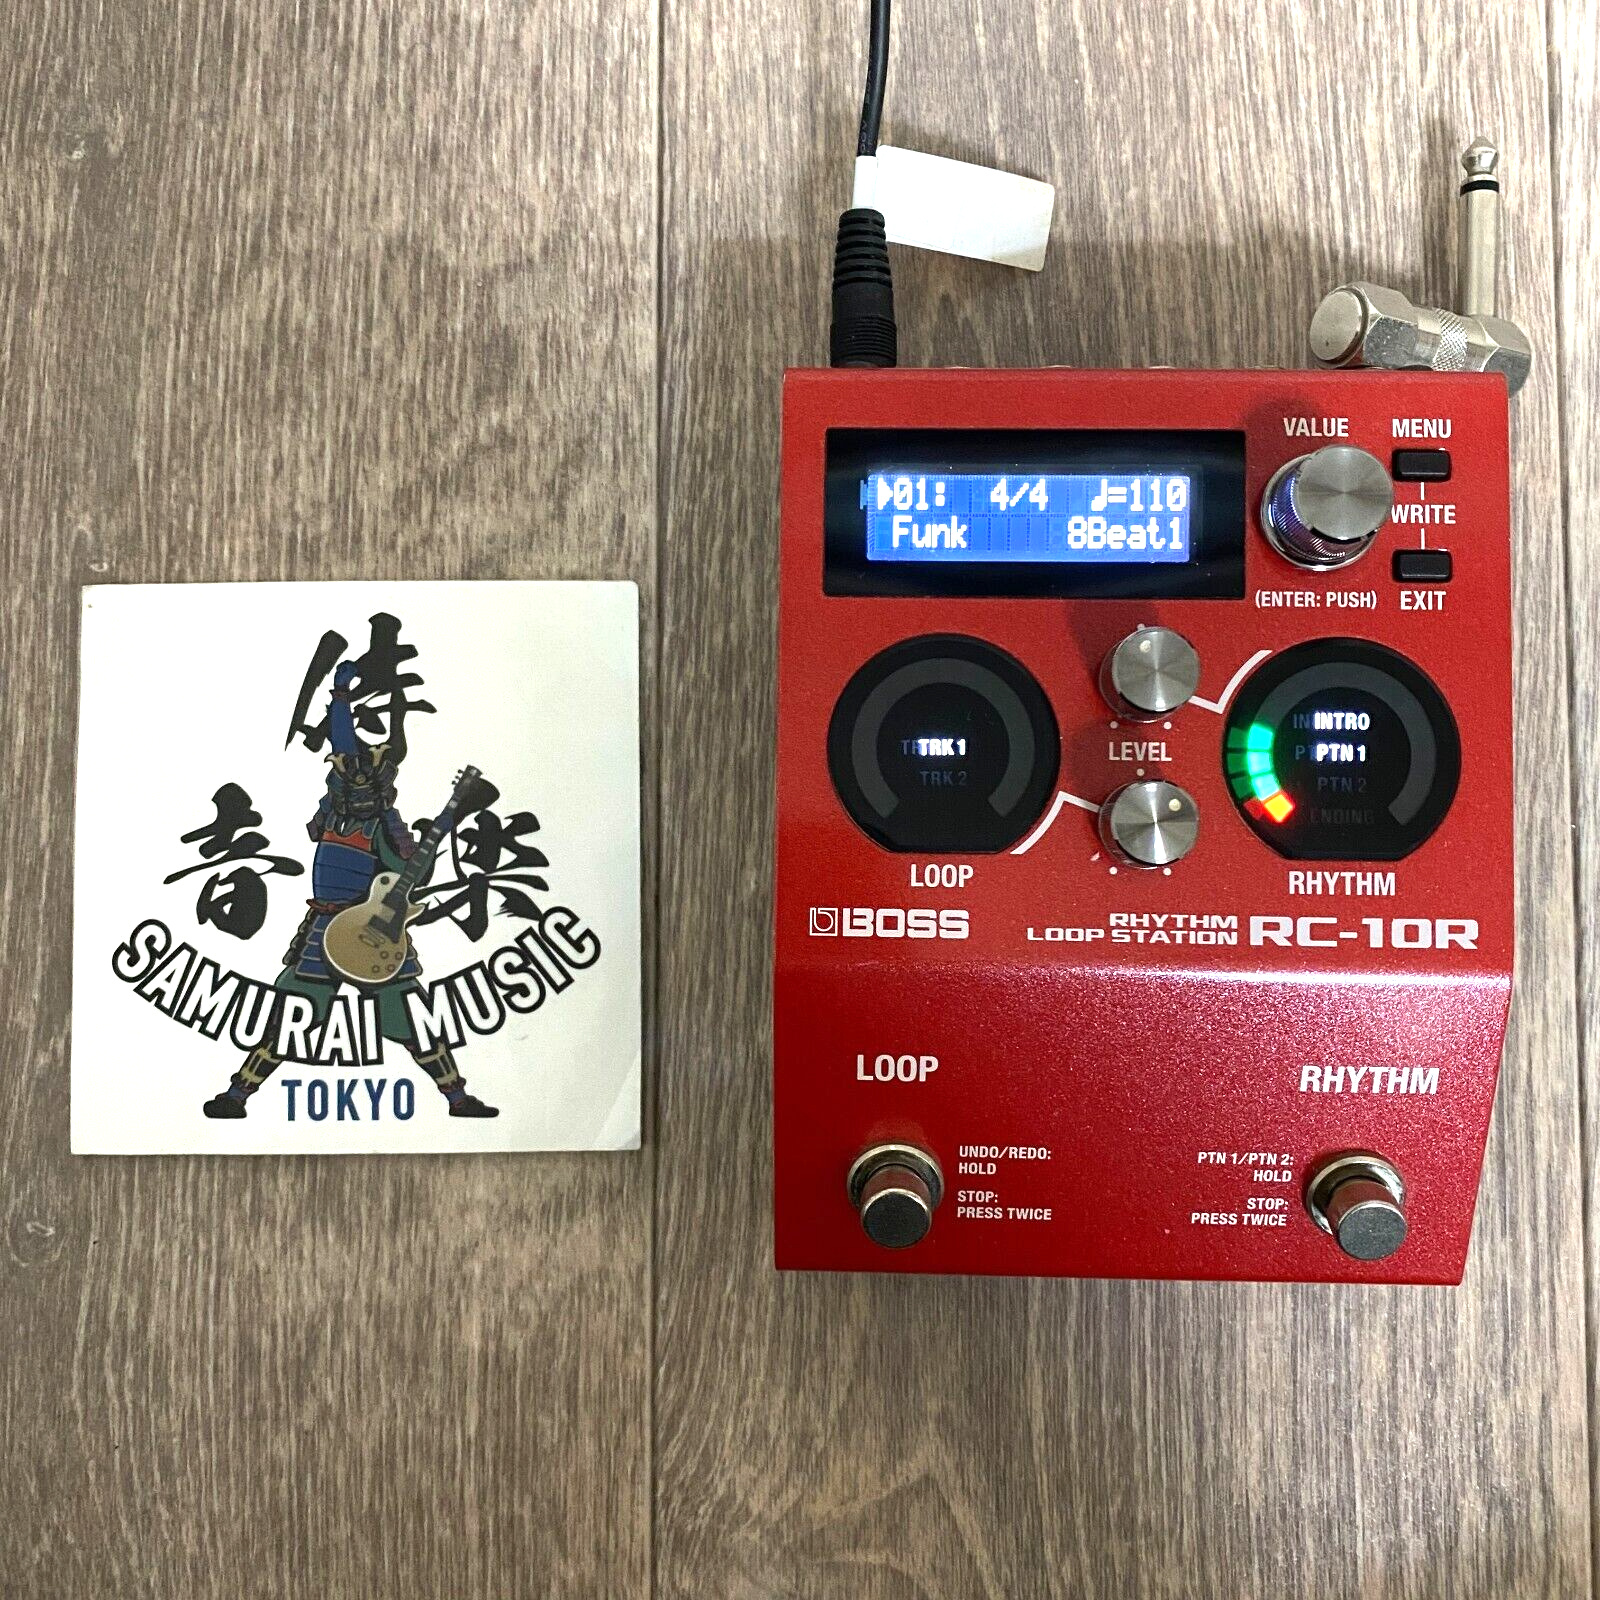 侍
音 楽
SAMURAI MUSIC
TOKYO
VALUE
MENU
▶01: 4/4 ♩=110
Funk 8Beat1
WRITE
(ENTER: PUSH)
EXIT
TRK 1
TRK 2
LEVEL
INTRO
PTN 1
PTN 2
ENDING
LOOP
RHYTHM
BOSS
RHYTHM
LOOP STATION RC-10R
LOOP
RHYTHM
UNDO/REDO:
HOLD
STOP:
PRESS TWICE
PTN 1/PTN 2:
HOLD
STOP:
PRESS TWICE